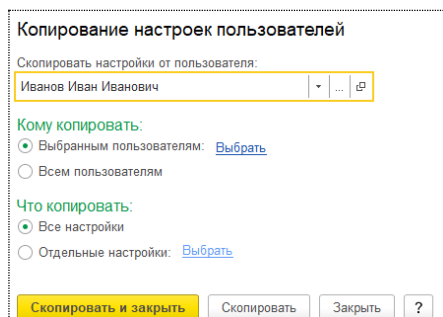 Копирование настроек пользователей
Скопировать настройки от пользователя:
Иванов Иван Иванович
...
Кому копировать:
Выбранным пользователям: Выбрать
Всем пользователям
Что копировать:
Все настройки
Отдельные настройки: Выбрать
Скопировать и закрыть Скопировать Закрыть ?